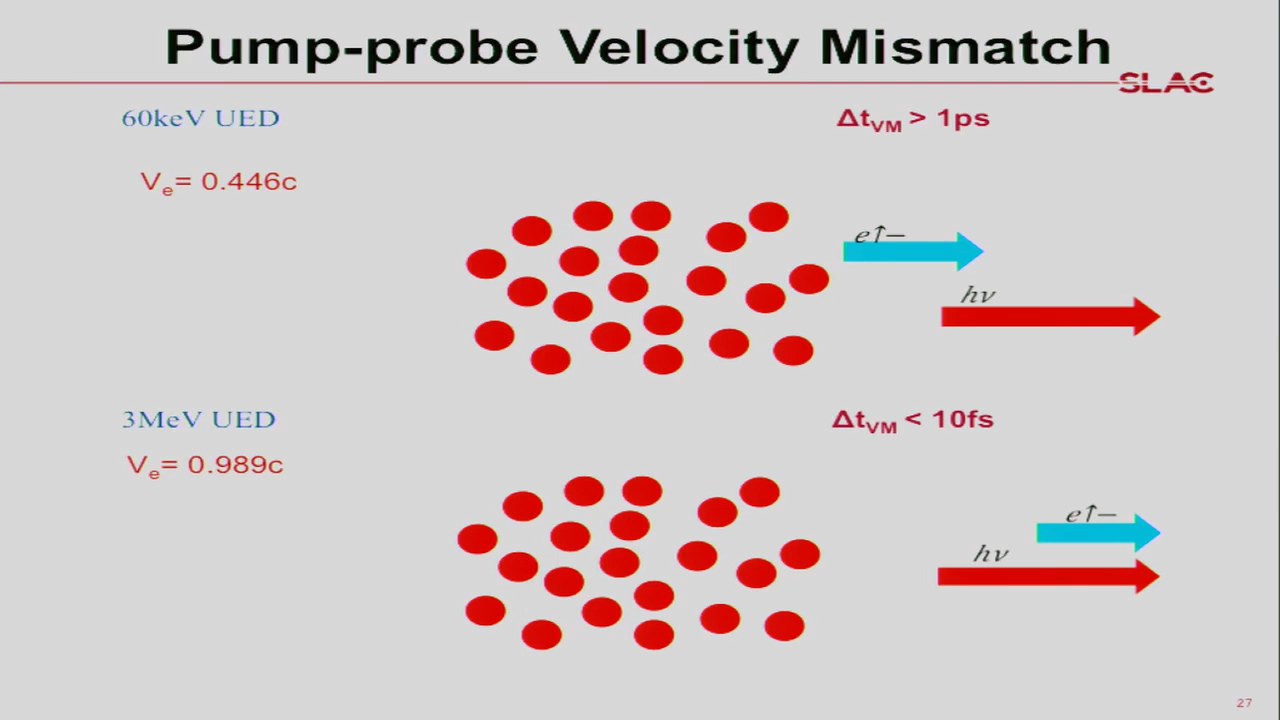 Pump-probe Velocity Mismatch
SLAC
60keV UED
Δt_VM > 1ps
V_e= 0.446c
e↑−
hν
3MeV UED
Δt_VM < 10fs
V_e= 0.989c
e↑−
hν
27